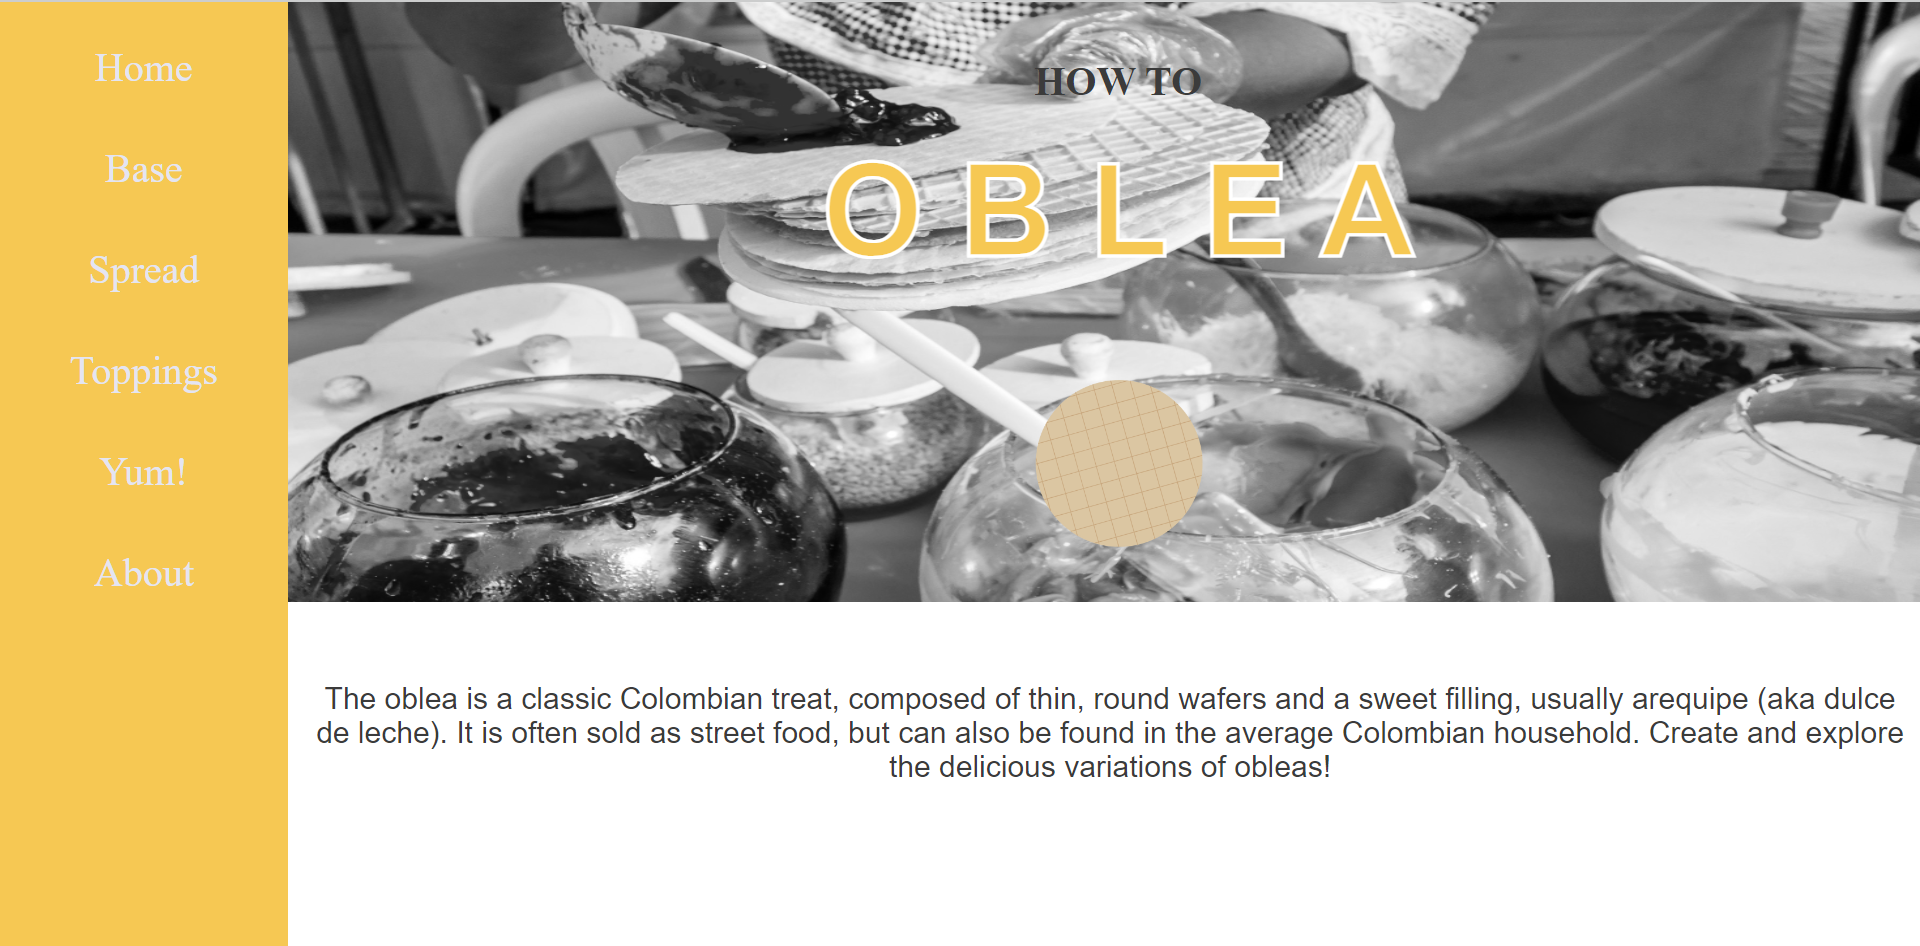 Home
Base
Spread
Toppings
Yum!
About
HOW TO
OBLEA
The oblea is a classic Colombian treat, composed of thin, round wafers and a sweet filling, usually arequipe (aka dulce
de leche). It is often sold as street food, but can also be found in the average Colombian household. Create and explore
the delicious variations of obleas!